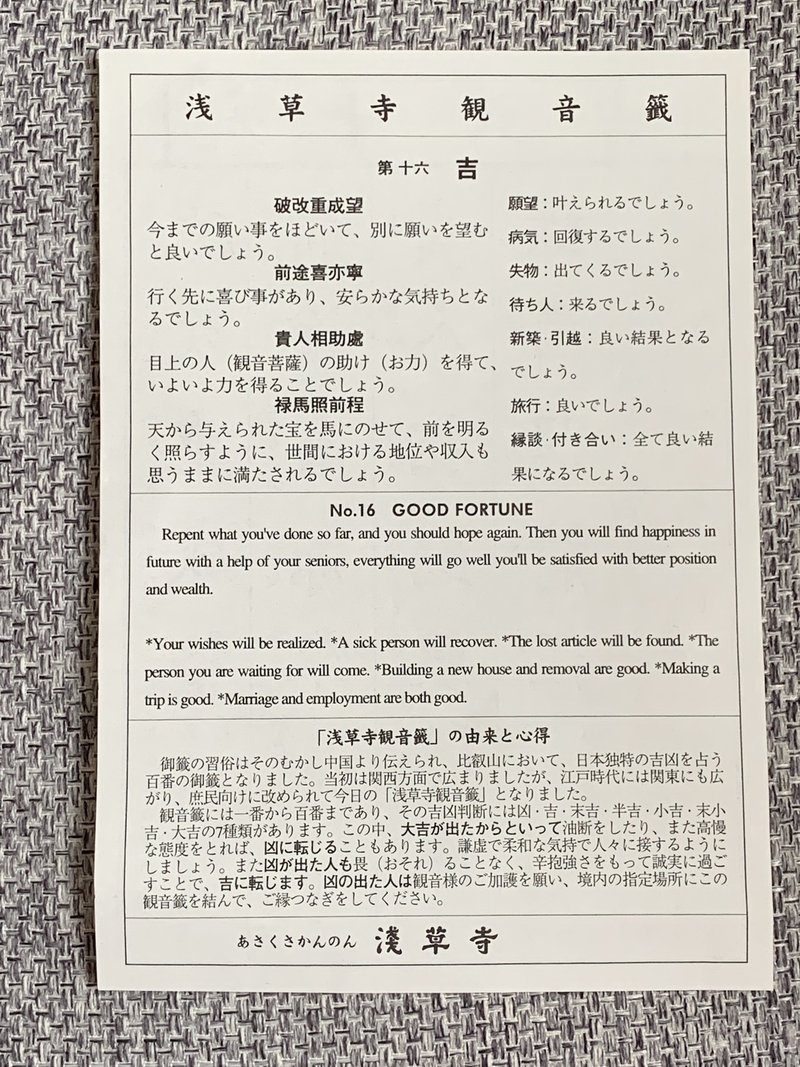 浅草寺観音籤
第十六 吉
破改重成望
今までの願い事をほどいて、別に願いを望む
と良いでしょう。
前途喜亦寧
行く先に喜び事があり、安らかな気持ちとな
るでしょう。
貴人相助處
目上の人（観音菩薩）の助け（お力）を得て、
いよいよ力を得ることでしょう。
禄馬照前程
天から与えられた宝を馬にのせて、前を明る
く照らすように、世間における地位や収入も
思うままに満たされるでしょう。
願望：叶えられるでしょう。
病気：回復するでしょう。
失物：出てくるでしょう。
待ち人：来るでしょう。
新築·引越：良い結果となる
でしょう。
旅行：良いでしょう。
縁談·付き合い：全て良い結
果になるでしょう。
No.16 GOOD FORTUNE
Repent what you've done so far, and you should hope again. Then you will find happiness in
future with a help of your seniors, everything will go well you'll be satisfied with better position
and wealth.
*Your wishes will be realized. *A sick person will recover. *The lost article will be found. *The
person you are waiting for will come. *Building a new house and removal are good. *Making a
trip is good. *Marriage and employment are both good.
「浅草寺観音籤」の由来と心得
御籤の習俗はそのむかし中国より伝えられ、比叡山において、日本独特の吉凶を占う
百番の御籤となりました。当初は関西方面で広まりましたが、江戸時代には関東にも広
がり、庶民向けに改められて今日の「浅草寺観音籤」となりました。
観音籤には一番から百番まであり、その吉凶判断には凶·吉·末吉·半吉·小吉·末小
吉·大吉の7種類があります。この中、大吉が出たからといって油断をしたり、また高慢
な態度をとれば、凶に転じることもあります。謙虚で柔和な気持で人々に接するように
しましょう。また凶が出た人も畏（おそれ）ることなく、辛抱強さをもって誠実に過ご
すことで、吉に転じます。凶の出た人は観音様のご加護を願い、境内の指定場所にこの
観音籤を結んで、ご縁つなぎをしてください。
あさくさかんのん 淺草寺